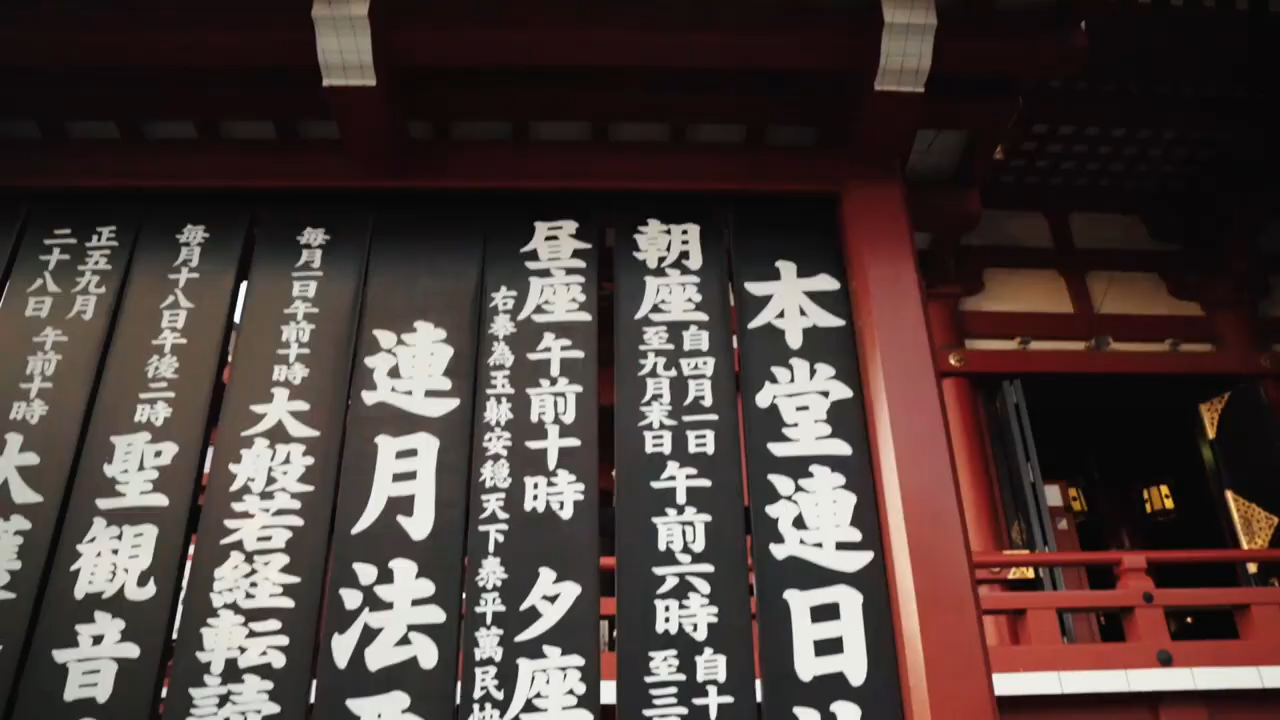 本堂連日
朝座
自四月一日
至九月末日
午前六時
自十
至三
昼座 午前十時 夕座
右奉為玉躰安穏天下泰平萬民快
連月法
毎月一日午前十時 大般若経転読
毎月十八日午後二時 聖観音
正五九月
二十八日
午前十時